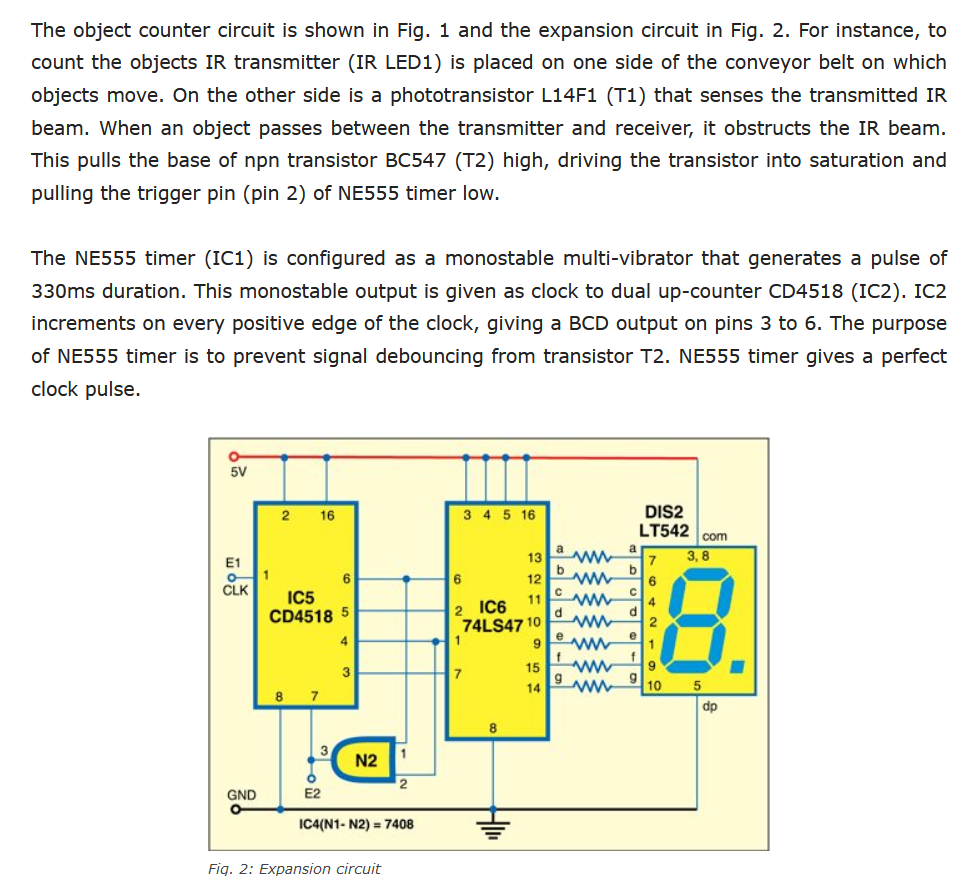 The object counter circuit is shown in Fig. 1 and the expansion circuit in Fig. 2. For instance, to
count the objects IR transmitter (IR LED1) is placed on one side of the conveyor belt on which
objects move. On the other side is a phototransistor L14F1 (T1) that senses the transmitted IR
beam. When an object passes between the transmitter and receiver, it obstructs the IR beam.
This pulls the base of npn transistor BC547 (T2) high, driving the transistor into saturation and
pulling the trigger pin (pin 2) of NE555 timer low.
The NE555 timer (IC1) is configured as a monostable multi-vibrator that generates a pulse of
330ms duration. This monostable output is given as clock to dual up-counter CD4518 (IC2). IC2
increments on every positive edge of the clock, giving a BCD output on pins 3 to 6. The purpose
of NE555 timer is to prevent signal debouncing from transistor T2. NE555 timer gives a perfect
clock pulse.
5V
2 16
3 4 5 16
DIS2
LT542
com
3, 8
E1
CLK
1
IC5
CD4518
6
5
4
3
8 7
6
2
1
7
IC6
74LS47
13
12
11
10
9
15
14
8
a
b
c
d
e
f
g
a
b
c
d
e
f
g
7
6
4
2
1
9
10
5
dp
3
N2
1
2
E2
GND
IC4(N1- N2) = 7408
Fig. 2: Expansion circuit